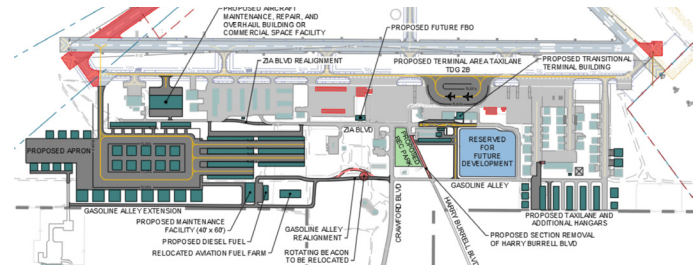 PROPOSED AIRCRAFT
MAINTENANCE, REPAIR, AND
OVERHAUL BUILDING OR
COMMERCIAL SPACE FACILITY
PROPOSED FUTURE FBO
ZIA BLVD REALIGNMENT
PROPOSED TERMINAL AREA TAXILANE
TDG 2B
PROPOSED TRANSITIONAL
TERMINAL BUILDING
ZIA BLVD
PROPOSED APRON
PROPOSED
REC PARK
RESERVED
FOR
FUTURE
DEVELOPMENT
GASOLINE ALLEY
GASOLINE ALLEY EXTENSION
PROPOSED MAINTENANCE
FACILITY (40' x 60')
PROPOSED DIESEL FUEL
RELOCATED AVIATION FUEL FARM
GASOLINE ALLEY
REALIGNMENT
ROTATING BEACON
TO BE RELOCATED
CRAWFORD BLVD
HARRY BURRELL BLVD
PROPOSED TAXILANE AND
ADDITIONAL HANGARS
PROPOSED SECTION REMOVAL
OF HARRY BURRELL BLVD